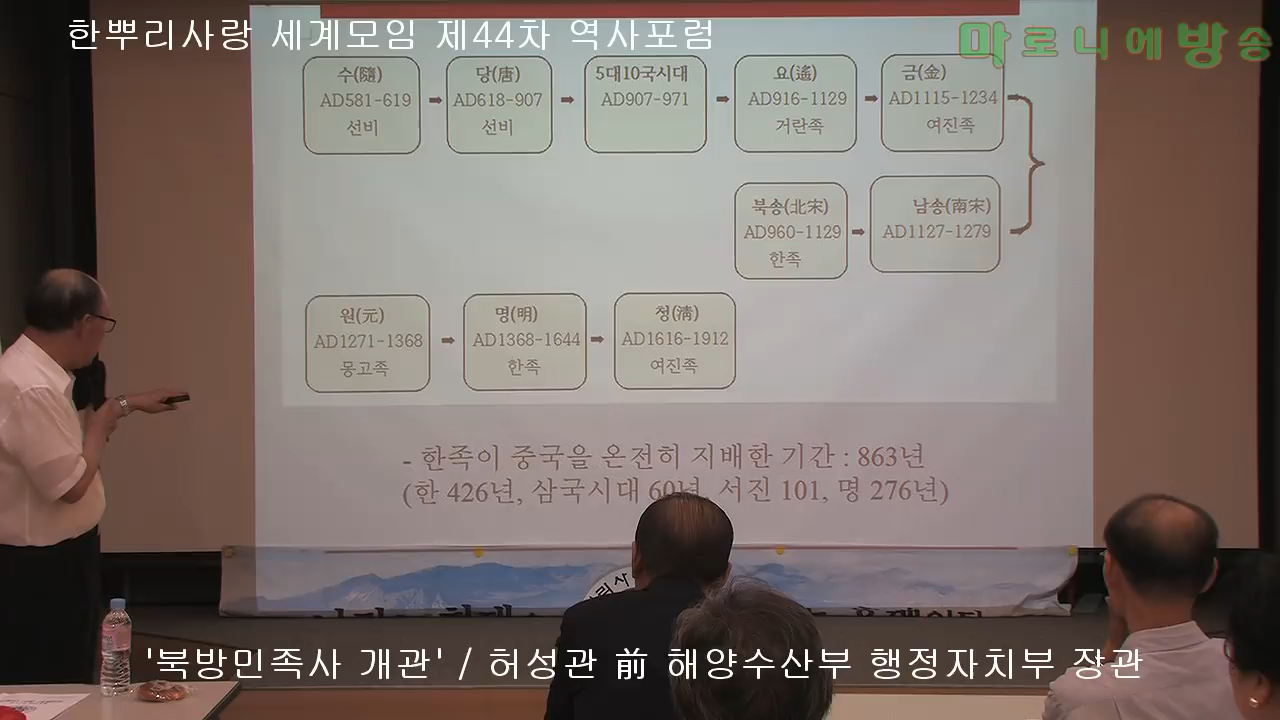 한뿌리사랑 세계모임 제44차 역사포럼
마로니에방송
수(隨)
AD581-619
선비
당(唐)
AD618-907
선비
5대10국시대
AD907-971
요(遙)
AD916-1129
거란족
금(金)
AD1115-1234
여진족
북송(北宋)
AD960-1129
한족
남송(南宋)
AD1127-1279
원(元)
AD1271-1368
몽고족
명(明)
AD1368-1644
한족
청(淸)
AD1616-1912
여진족
- 한족이 중국을 온전히 지배한 기간 : 863년
(한 426년, 삼국시대 60년, 서진 101, 명 276년)
'북방민족사 개관' / 허성관 前 해양수산부 행정자치부 장관